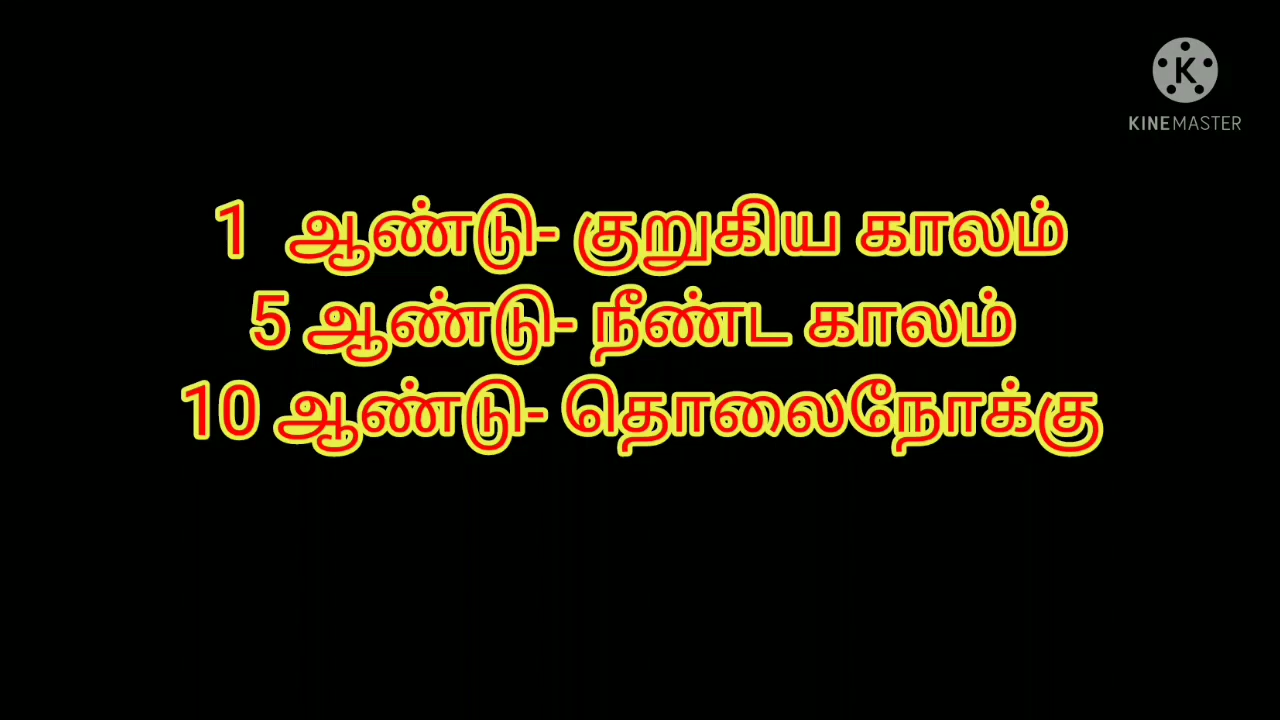 K
KINEMASTER
1 ஆண்டு- குறுகிய காலம்
5 ஆண்டு- நீண்ட காலம்
10 ஆண்டு- தொலைநோக்கு